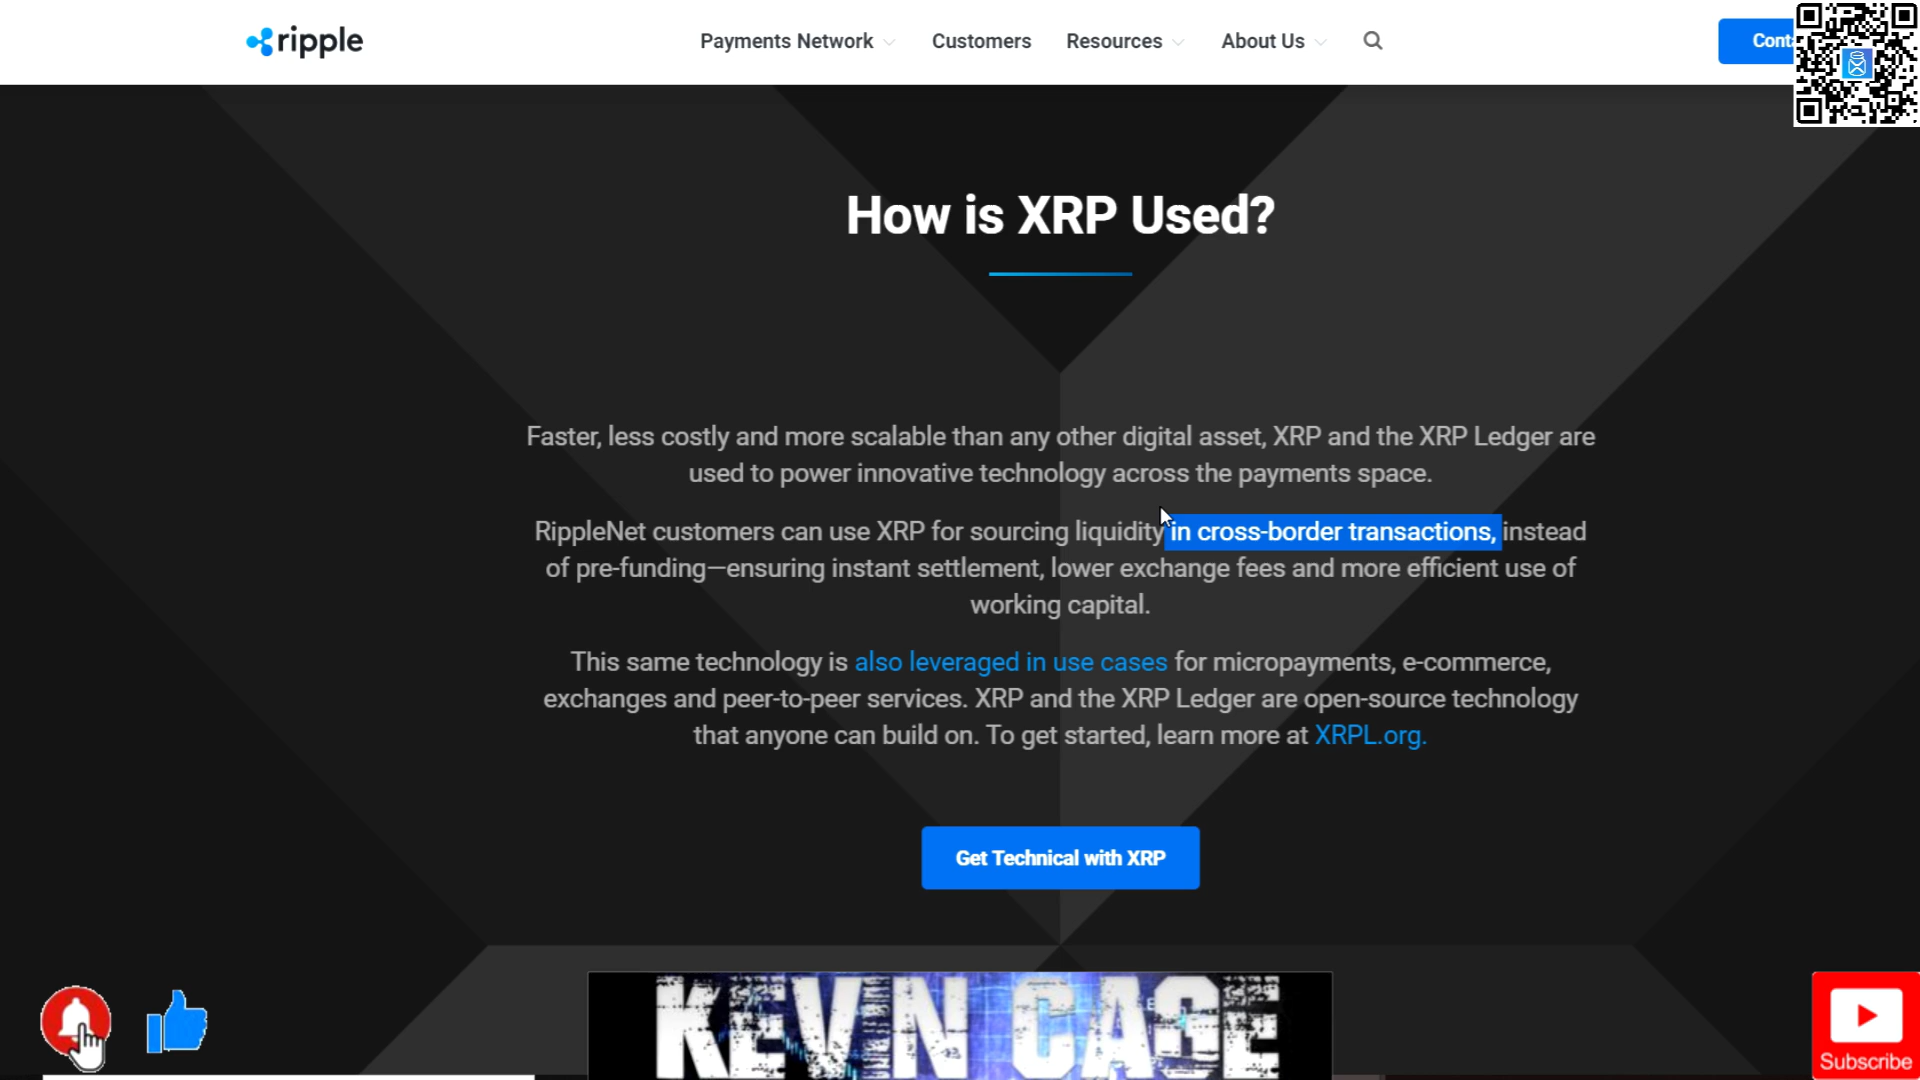 ripple
Payments Network
Customers
Resources
About Us
How is XRP Used?
Faster, less costly and more scalable than any other digital asset, XRP and the XRP Ledger are
used to power innovative technology across the payments space.
RippleNet customers can use XRP for sourcing liquidity in cross-border transactions, instead
of pre-funding—ensuring instant settlement, lower exchange fees and more efficient use of
working capital.
This same technology is also leveraged in use cases for micropayments, e-commerce,
exchanges and peer-to-peer services. XRP and the XRP Ledger are open-source technology
that anyone can build on. To get started, learn more at XRPL.org.
Get Technical with XRP
KEVN CAGE
Subscribe